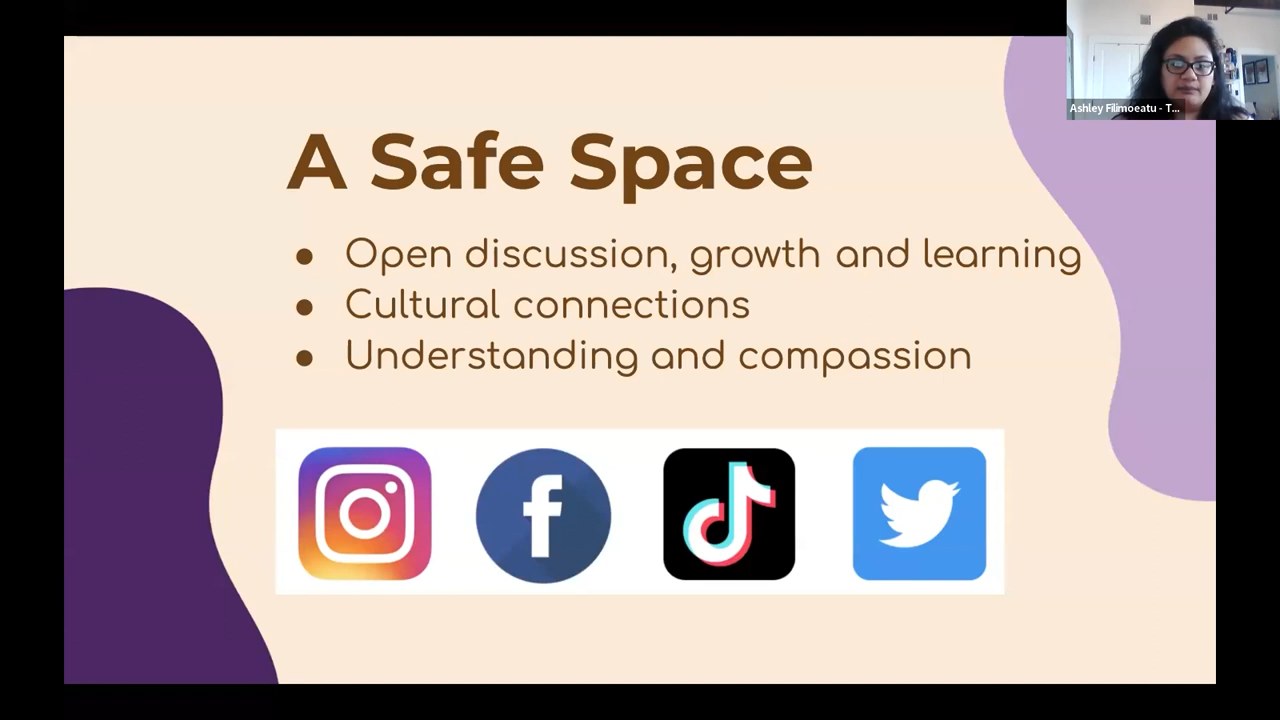 Ashley Filimoeatu - T...
A Safe Space
● Open discussion, growth and learning
● Cultural connections
● Understanding and compassion